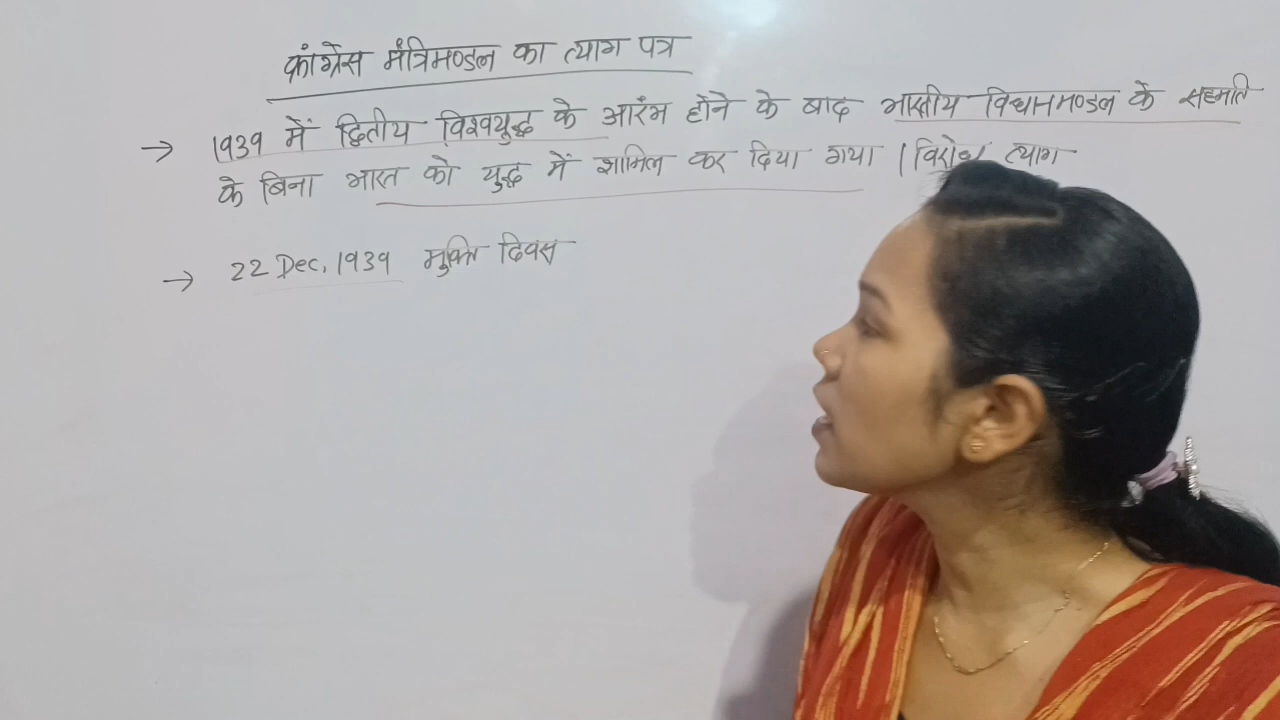 कांग्रेस मंत्रिमण्डल का त्याग पत्र
→ 1939 में द्वितीय विश्वयुद्ध के आरंभ होने के बाद भारतीय विधानमण्डल के सहमति
के बिना भारत को युद्ध में शामिल कर दिया गया । विरोध त्याग
→ 22 Dec, 1939 मुक्ति दिवस